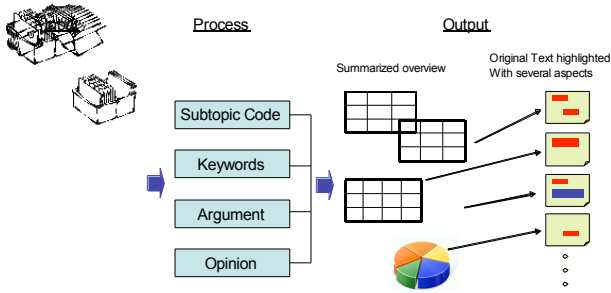 Process
Output
Summarized overview
Original Text highlighted
With several aspects
Subtopic Code
Keywords
Argument
Opinion